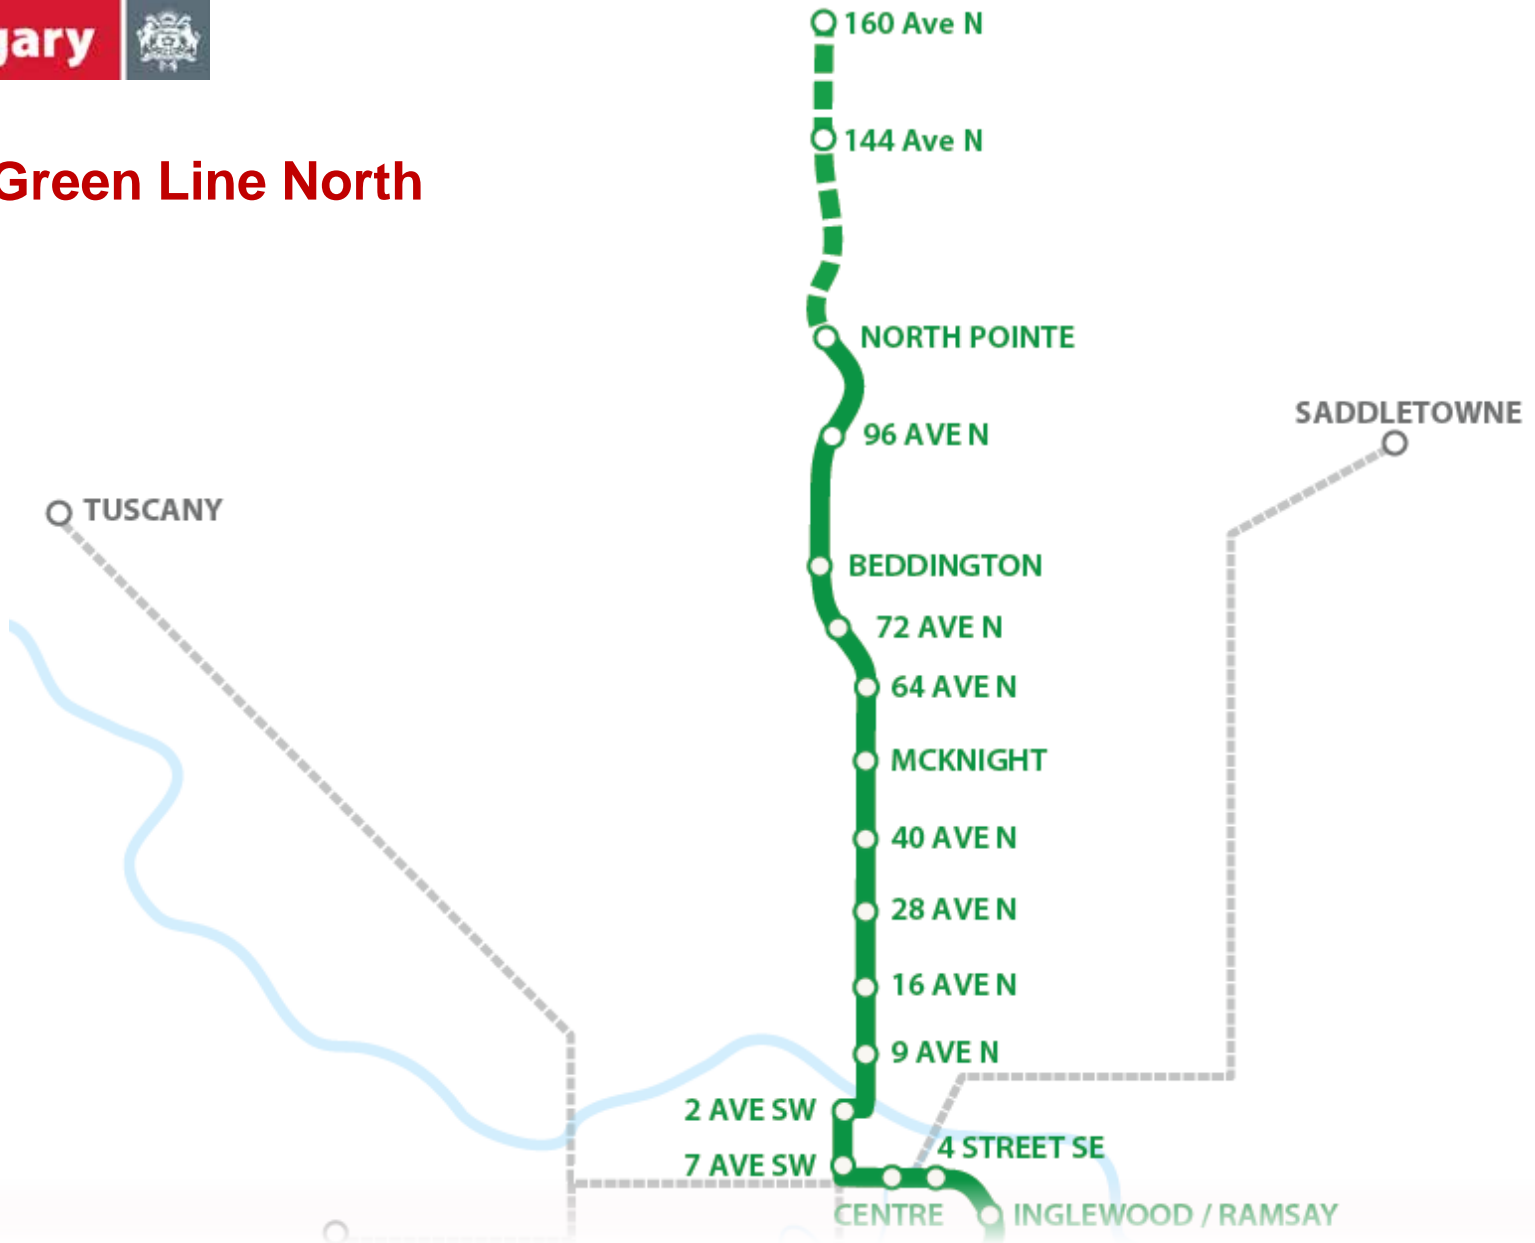 gary
Green Line North
160 Ave N
144 Ave N
NORTH POINTE
SADDLETOWNE
96 AVE N
TUSCANY
BEDDINGTON
72 AVE N
64 AVE N
MCKNIGHT
40 AVE N
28 AVE N
16 AVE N
9 AVE N
2 AVE SW
4 STREET SE
7 AVE SW
CENTRE
INGLEWOOD / RAMSAY